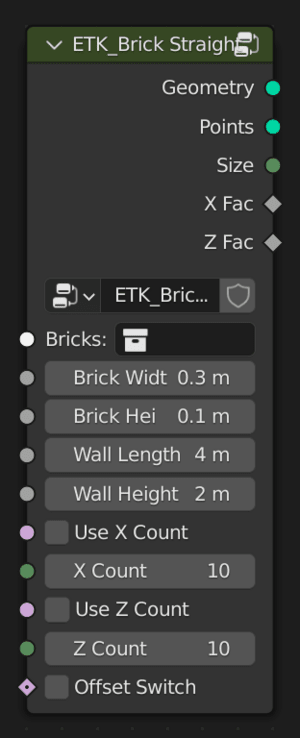 ETK_Brick Straigh
Geometry
Points
Size
X Fac
Z Fac
ETK_Bric...
Bricks:
Brick Widt 0.3 m
Brick Hei 0.1 m
Wall Length 4 m
Wall Height 2 m
Use X Count
X Count 10
Use Z Count
Z Count 10
Offset Switch